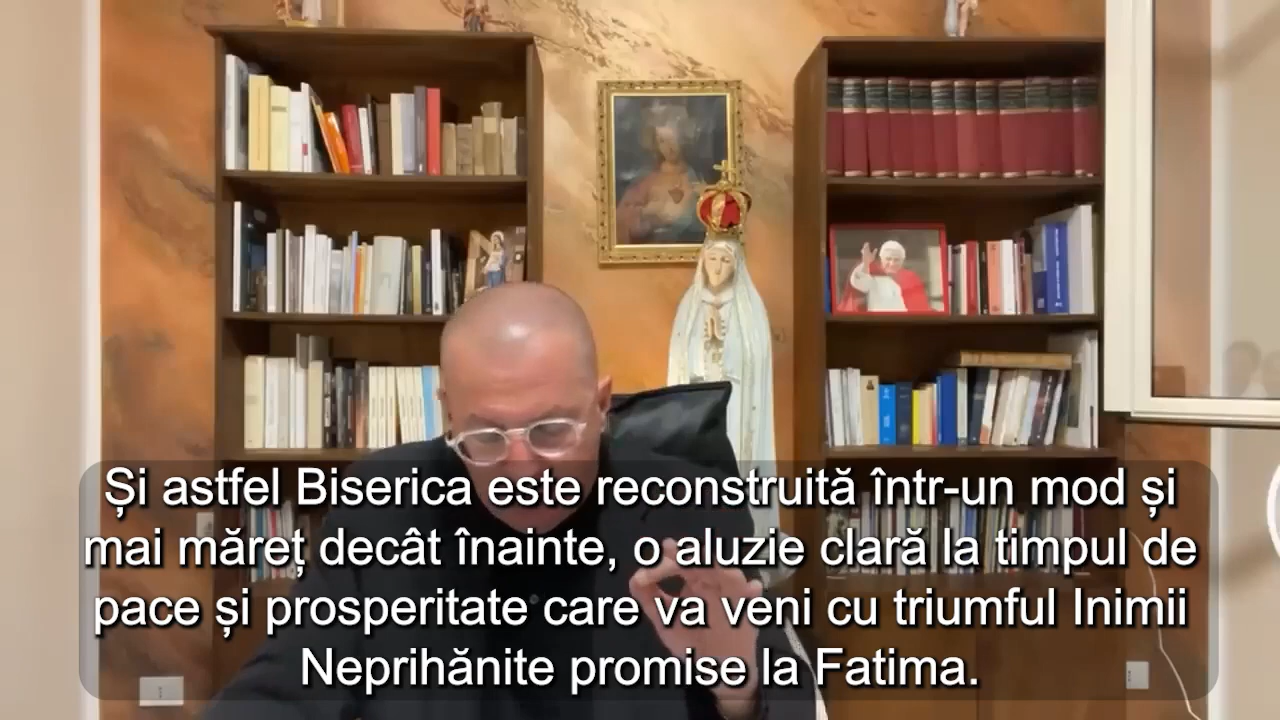 Și astfel Biserica este reconstruită într-un mod și
mai măreț decât înainte, o aluzie clară la timpul de
pace și prosperitate care va veni cu triumful Inimii
Neprihănite promise la Fatima.